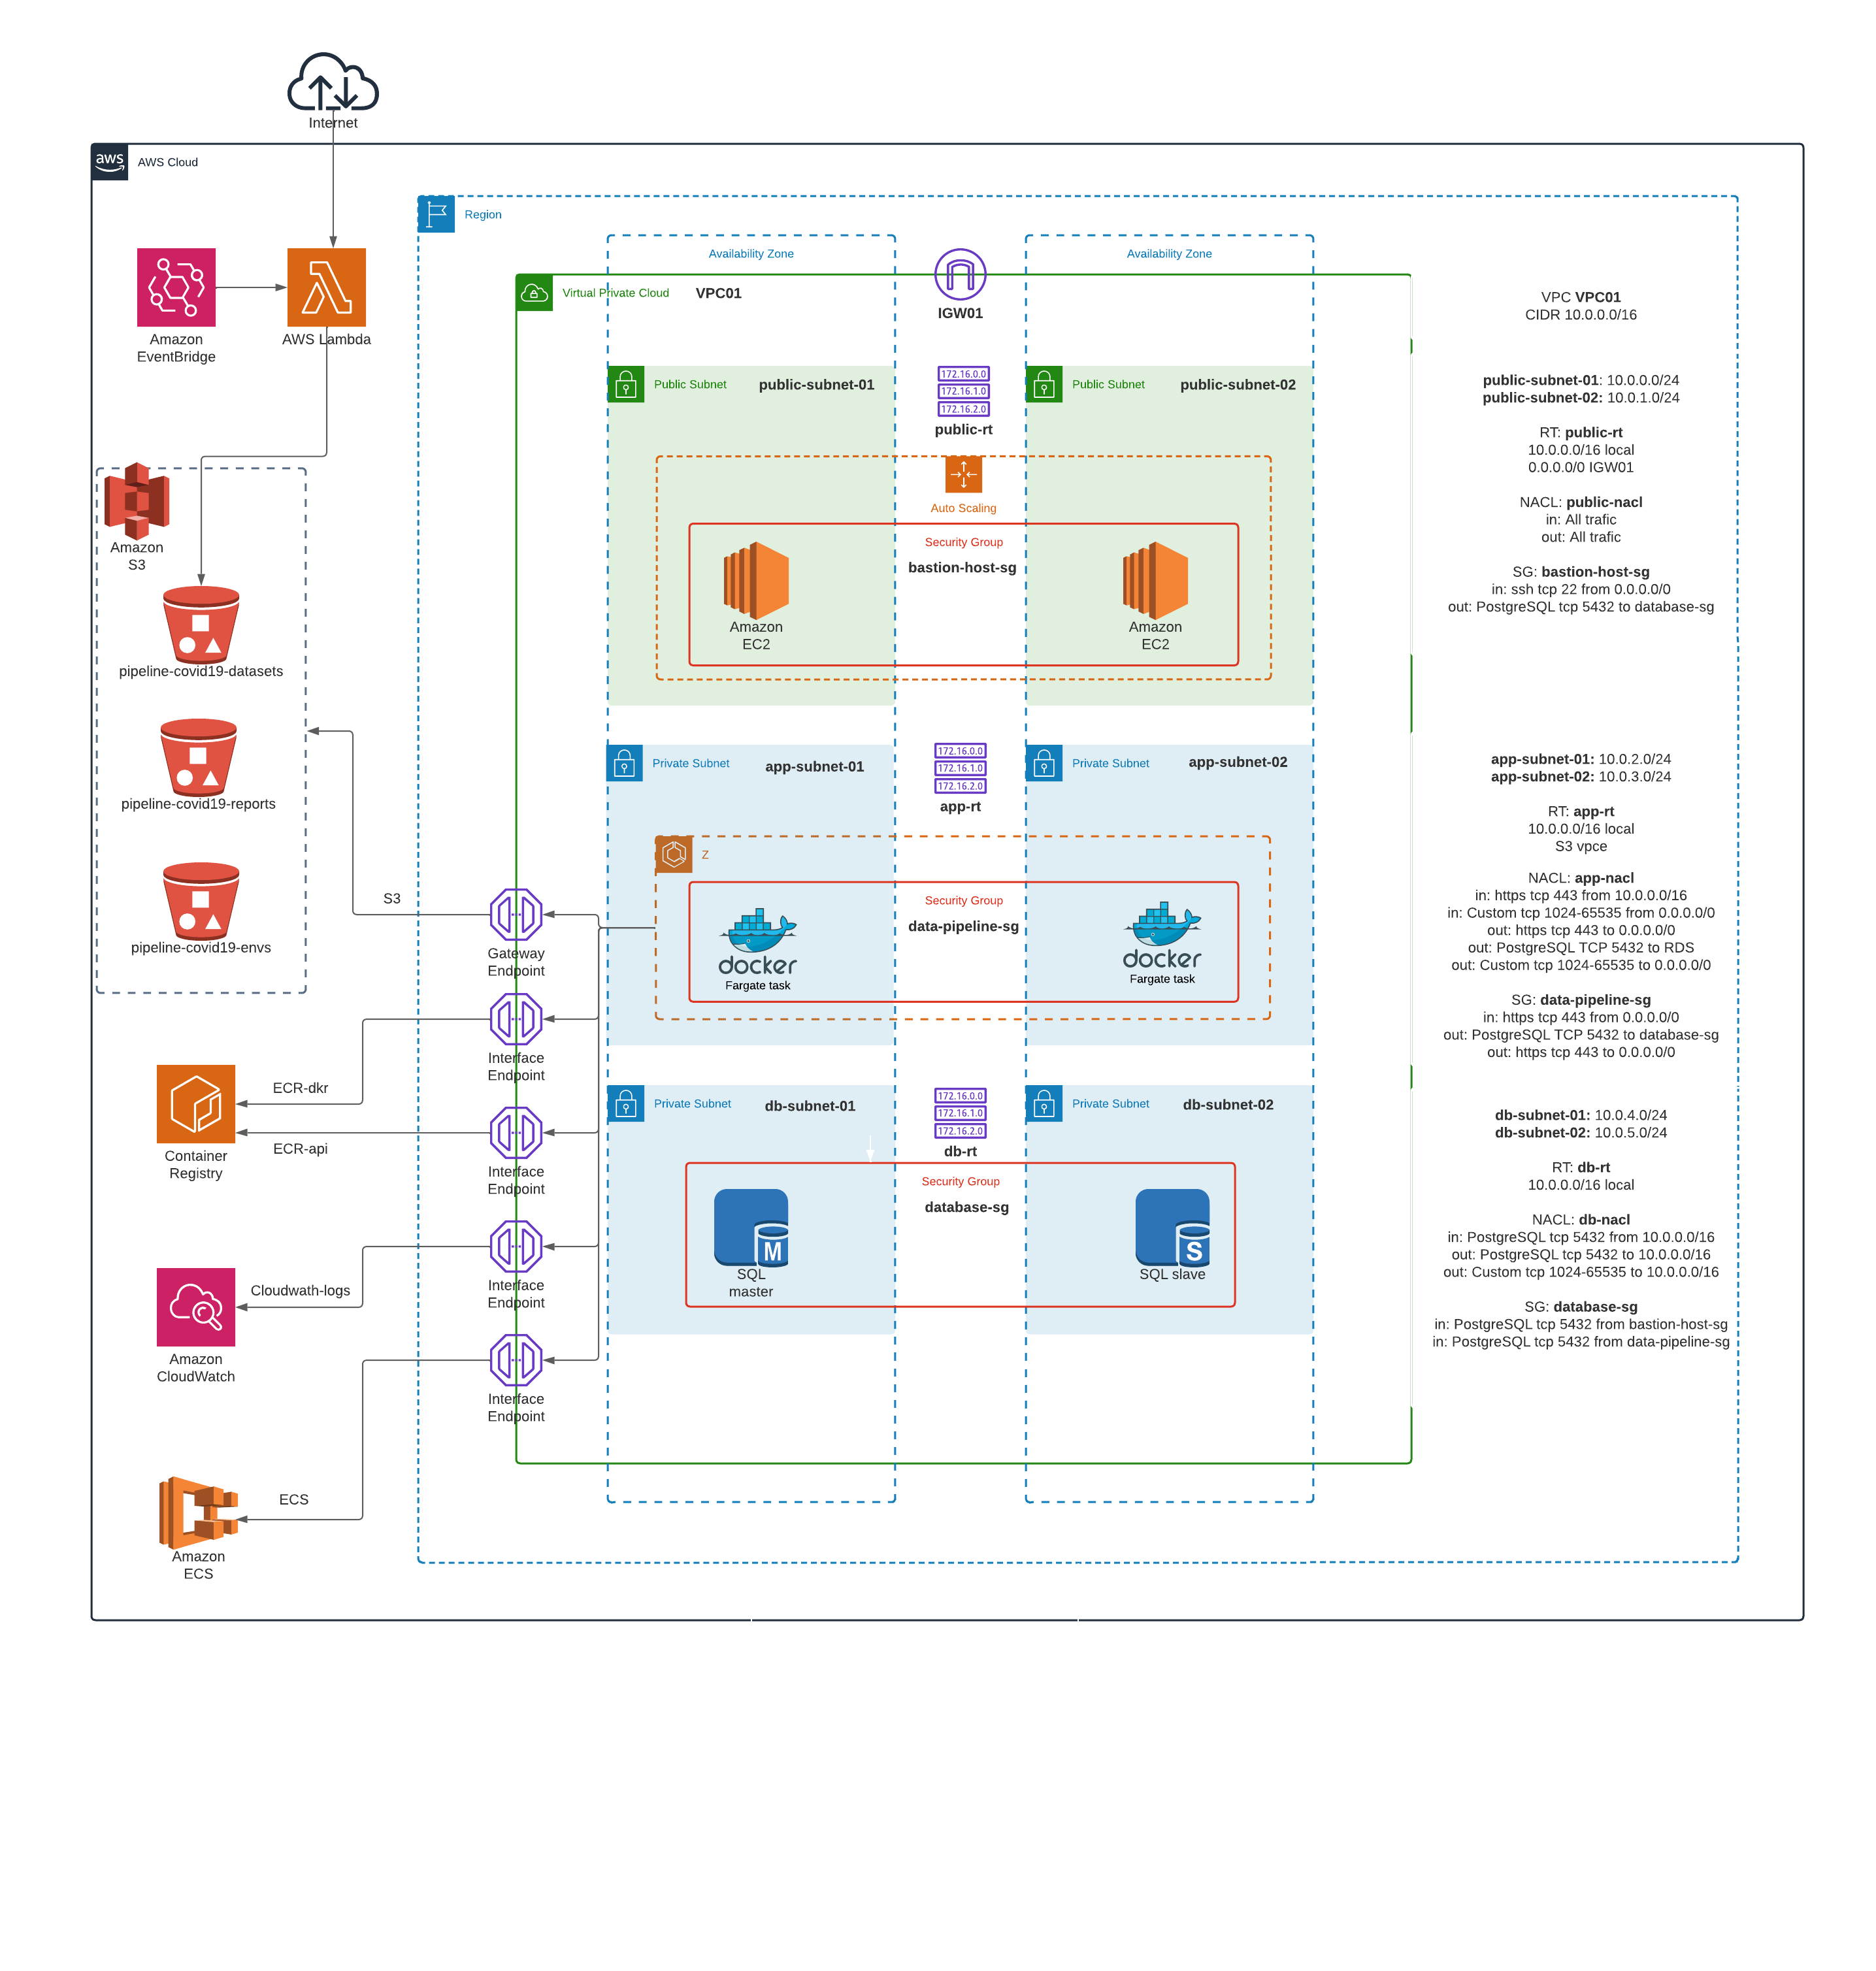 Internet
aws
AWS Cloud
Region
Availability Zone
Availability Zone
Virtual Private Cloud
VPC01
IGW01
Amazon
EventBridge
AWS Lambda
Public Subnet
public-subnet-01
172.16.0.0
172.16.1.0
172.16.2.0
public-rt
Public Subnet
public-subnet-02
Auto Scaling
Security Group
bastion-host-sg
Amazon
EC2
Amazon
EC2
Amazon
S3
pipeline-covid19-datasets
pipeline-covid19-reports
pipeline-covid19-envs
Private Subnet
app-subnet-01
172.16.0.0
172.16.1.0
172.16.2.0
app-rt
Private Subnet
app-subnet-02
Z
Security Group
data-pipeline-sg
docker
Fargate task
docker
Fargate task
S3
Gateway
Endpoint
Interface
Endpoint
ECR-dkr
ECR-api
Container
Registry
Interface
Endpoint
Private Subnet
db-subnet-01
172.16.0.0
172.16.1.0
172.16.2.0
db-rt
Private Subnet
db-subnet-02
Security Group
database-sg
M
SQL
master
S
SQL slave
Cloudwath-logs
Interface
Endpoint
Amazon
CloudWatch
Interface
Endpoint
ECS
Amazon
ECS
VPC VPC01
CIDR 10.0.0.0/16
public-subnet-01: 10.0.0.0/24
public-subnet-02: 10.0.1.0/24
RT: public-rt
10.0.0.0/16 local
0.0.0.0/0 IGW01
NACL: public-nacl
in: All trafic
out: All trafic
SG: bastion-host-sg
in: ssh tcp 22 from 0.0.0.0/0
out: PostgreSQL tcp 5432 to database-sg
app-subnet-01: 10.0.2.0/24
app-subnet-02: 10.0.3.0/24
RT: app-rt
10.0.0.0/16 local
S3 vpce
NACL: app-nacl
in: https tcp 443 from 10.0.0.0/16
in: Custom tcp 1024-65535 from 0.0.0.0/0
out: https tcp 443 to 0.0.0.0/0
out: PostgreSQL TCP 5432 to RDS
out: Custom tcp 1024-65535 to 0.0.0.0/0
SG: data-pipeline-sg
in: https tcp 443 from 0.0.0.0/0
out: PostgreSQL TCP 5432 to database-sg
out: https tcp 443 to 0.0.0.0/0
db-subnet-01: 10.0.4.0/24
db-subnet-02: 10.0.5.0/24
RT: db-rt
10.0.0.0/16 local
NACL: db-nacl
in: PostgreSQL tcp 5432 from 10.0.0.0/16
out: PostgreSQL tcp 5432 to 10.0.0.0/16
out: Custom tcp 1024-65535 to 10.0.0.0/16
SG: database-sg
in: PostgreSQL tcp 5432 from bastion-host-sg
in: PostgreSQL tcp 5432 from data-pipeline-sg